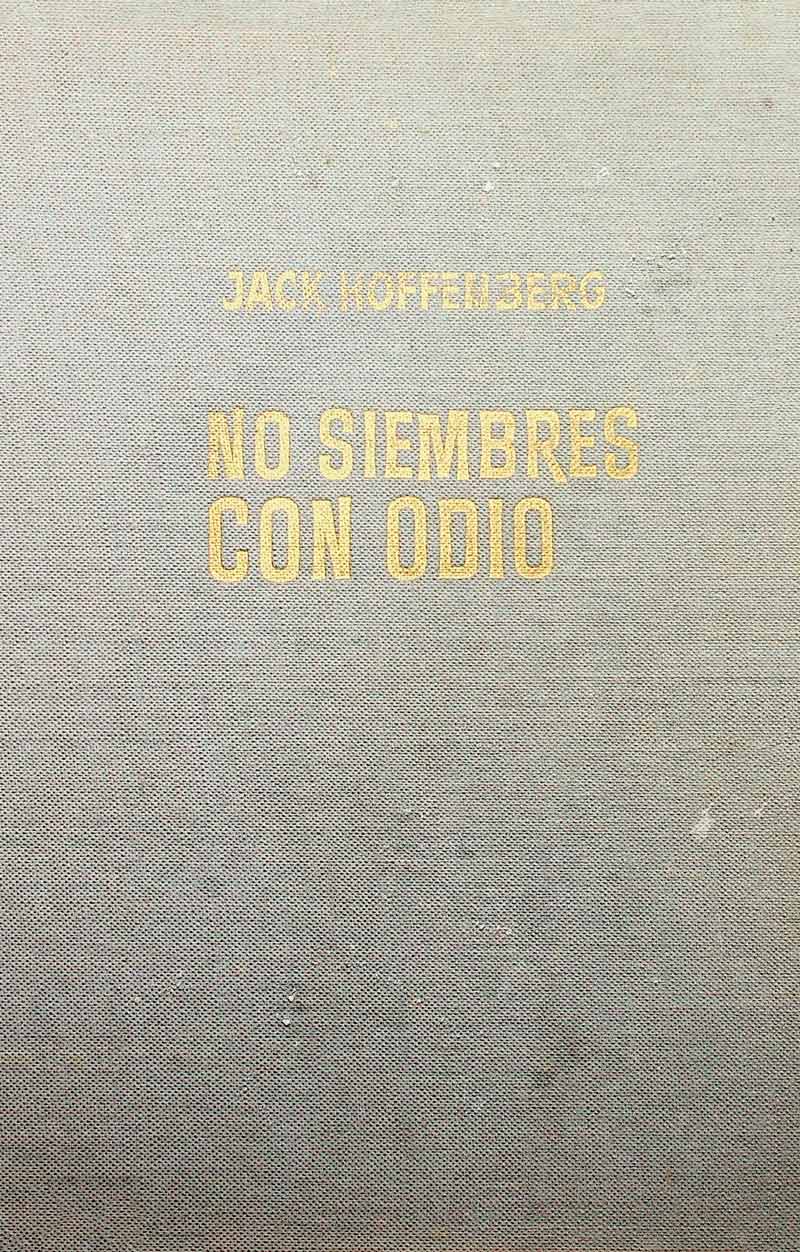 JACK HOFFENBERG
NO SIEMBRES
CON ODIO